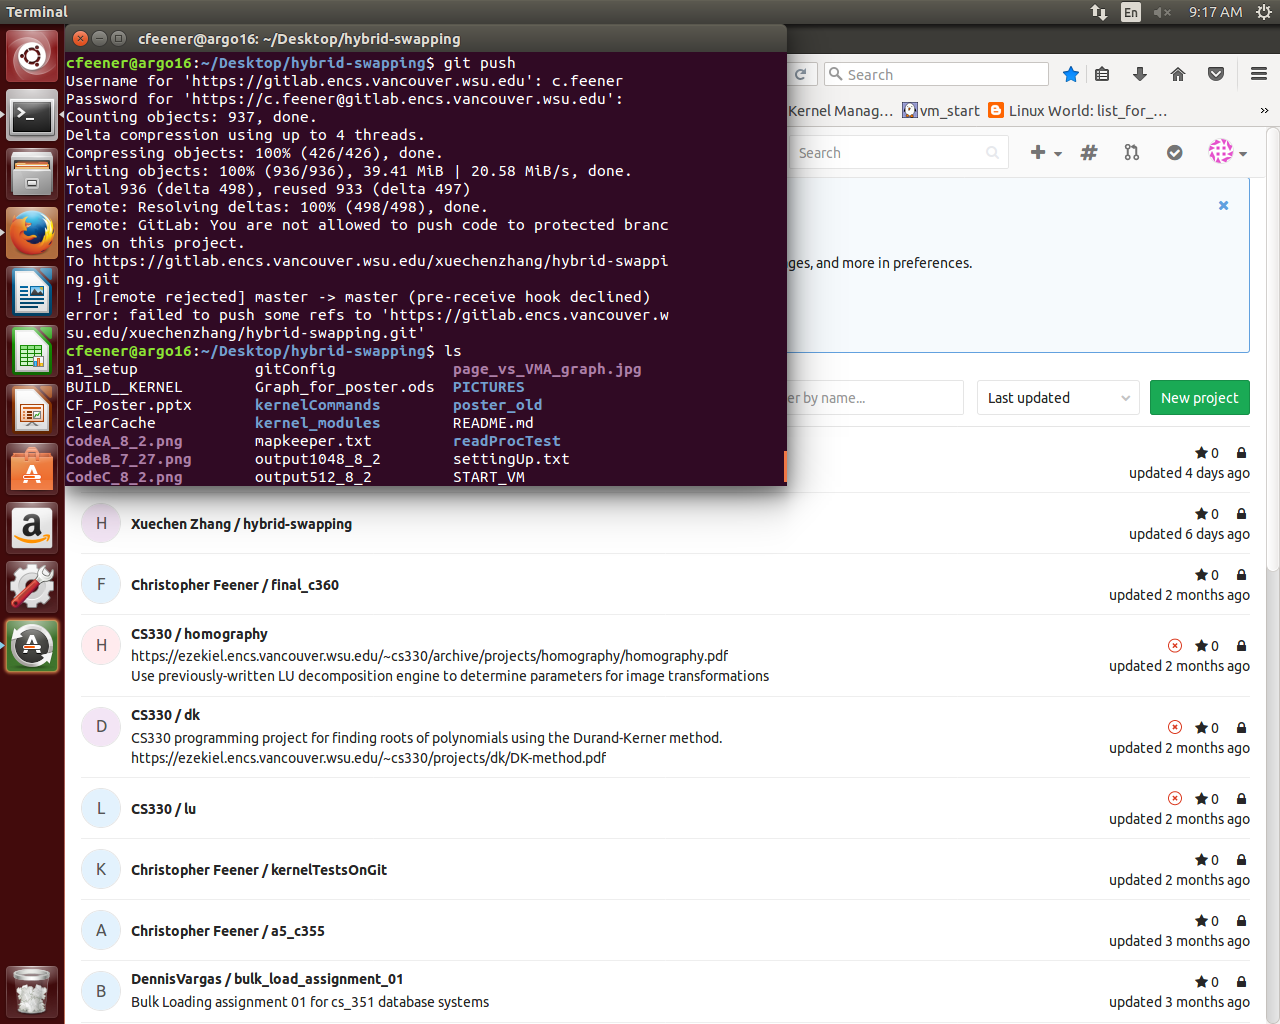 Terminal
En
9:17 AM
cfeener@argo16: ~/Desktop/hybrid-swapping
cfeener@argo16:~/Desktop/hybrid-swapping$ git push
Username for 'https://gitlab.encs.vancouver.wsu.edu': c.feener
Password for 'https://c.feener@gitlab.encs.vancouver.wsu.edu':
Counting objects: 937, done.
Delta compression using up to 4 threads.
Compressing objects: 100% (426/426), done.
Writing objects: 100% (936/936), 39.41 MiB | 20.58 MiB/s, done.
Total 936 (delta 498), reused 933 (delta 497)
remote: Resolving deltas: 100% (498/498), done.
remote: GitLab: You are not allowed to push code to protected branc
hes on this project.
To https://gitlab.encs.vancouver.wsu.edu/xuechenzhang/hybrid-swappi
ng.git
! [remote rejected] master -> master (pre-receive hook declined)
error: failed to push some refs to 'https://gitlab.encs.vancouver.w
su.edu/xuechenzhang/hybrid-swapping.git'
cfeener@argo16:~/Desktop/hybrid-swapping$ ls
a1_setup gitConfig page_vs_VMA_graph.jpg
BUILD__KERNEL Graph_for_poster.ods PICTURES
CF_Poster.pptx kernelCommands poster_old
clearCache kernel_modules README.md
CodeA_8_2.png mapkeeper.txt readProcTest
CodeB_7_27.png output1048_8_2 settingUp.txt
CodeC_8_2.png output512_8_2 START_VM
Search
Kernel Manag... vm_start Linux World: list_for_... »
Search
ges, and more in preferences.
er by name... Last updated New project
0
updated 4 days ago
H Xuechen Zhang / hybrid-swapping 0
updated 6 days ago
F Christopher Feener / final_c360 0
updated 2 months ago
H CS330 / homography
https://ezekiel.encs.vancouver.wsu.edu/~cs330/archive/projects/homography/homography.pdf
Use previously-written LU decomposition engine to determine parameters for image transformations
0
updated 2 months ago
D CS330 / dk
CS330 programming project for finding roots of polynomials using the Durand-Kerner method.
https://ezekiel.encs.vancouver.wsu.edu/~cs330/projects/dk/DK-method.pdf
0
updated 2 months ago
L CS330 / lu 0
updated 2 months ago
K Christopher Feener / kernelTestsOnGit 0
updated 2 months ago
A Christopher Feener / a5_c355 0
updated 3 months ago
B DennisVargas / bulk_load_assignment_01
Bulk Loading assignment 01 for cs_351 database systems
0
updated 3 months ago